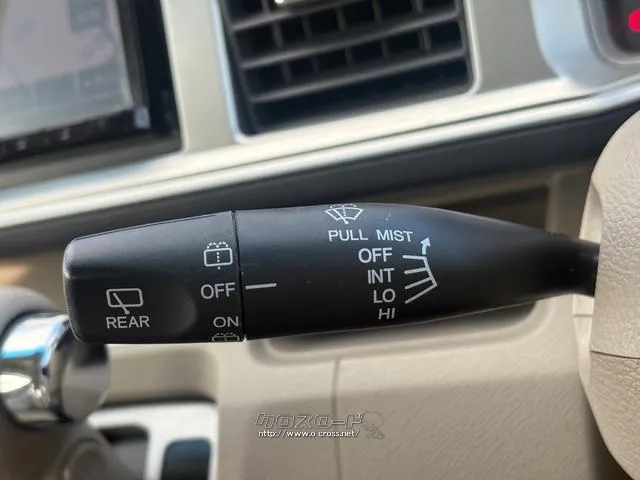 PULL MIST
OFF
INT
LO
HI
OFF
ON
REAR
クロスロード
http://www.o-cross.net/